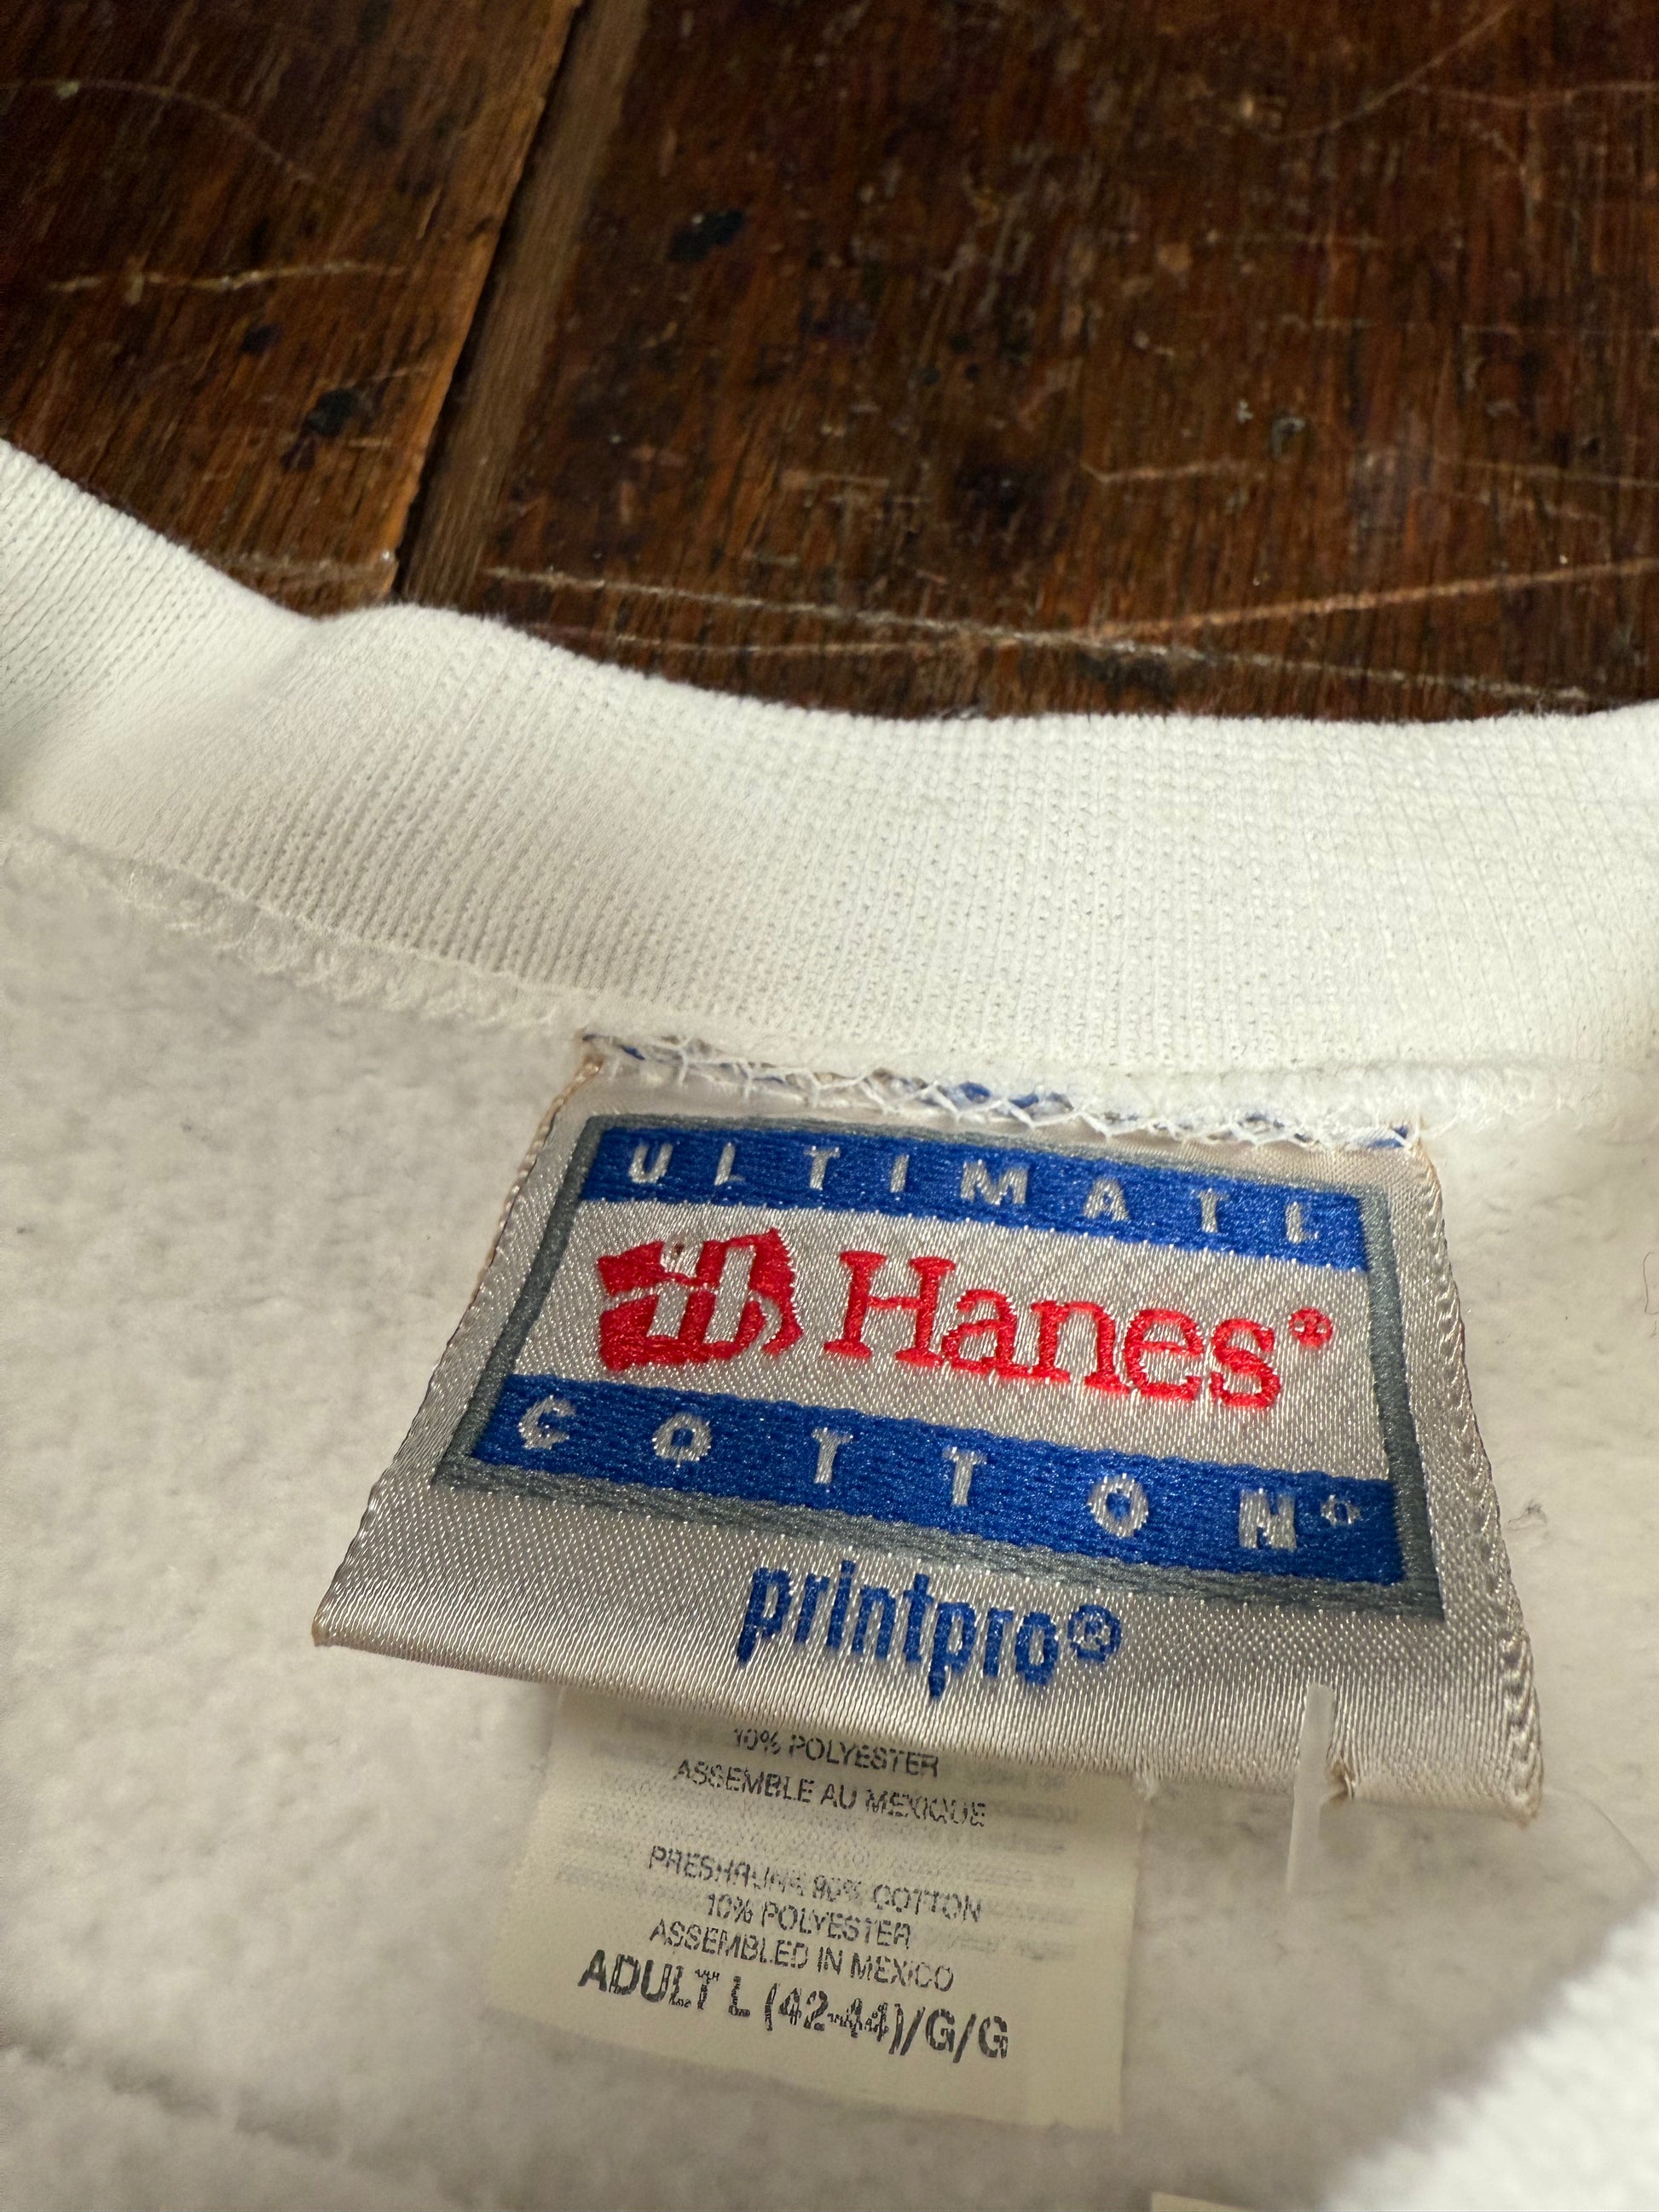 ULTIMATE
Hanes®
COTTON®
printpro®
10% POLYESTER
ASSEMBLE AU MEXIQUE
PRESHRUNK 90% COTTON
10% POLYESTER
ASSEMBLED IN MEXICO
ADULT L (42-44)/G/G